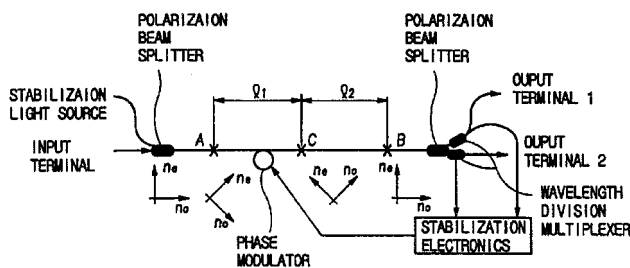 POLARIZAION
BEAM
SPLITTER
POLARIZAION
BEAM
SPLITTER
STABILIZAION
LIGHT SOURCE
INPUT
TERMINAL
ℓ1
ℓ2
A
C
B
OUPUT
TERMINAL 1
OUPUT
TERMINAL 2
ne
no
ne
no
ne
no
ne
no
PHASE
MODULATOR
WAVELENGTH
DIVISION
MULTIPLEXER
STABILIZATION
ELECTRONICS